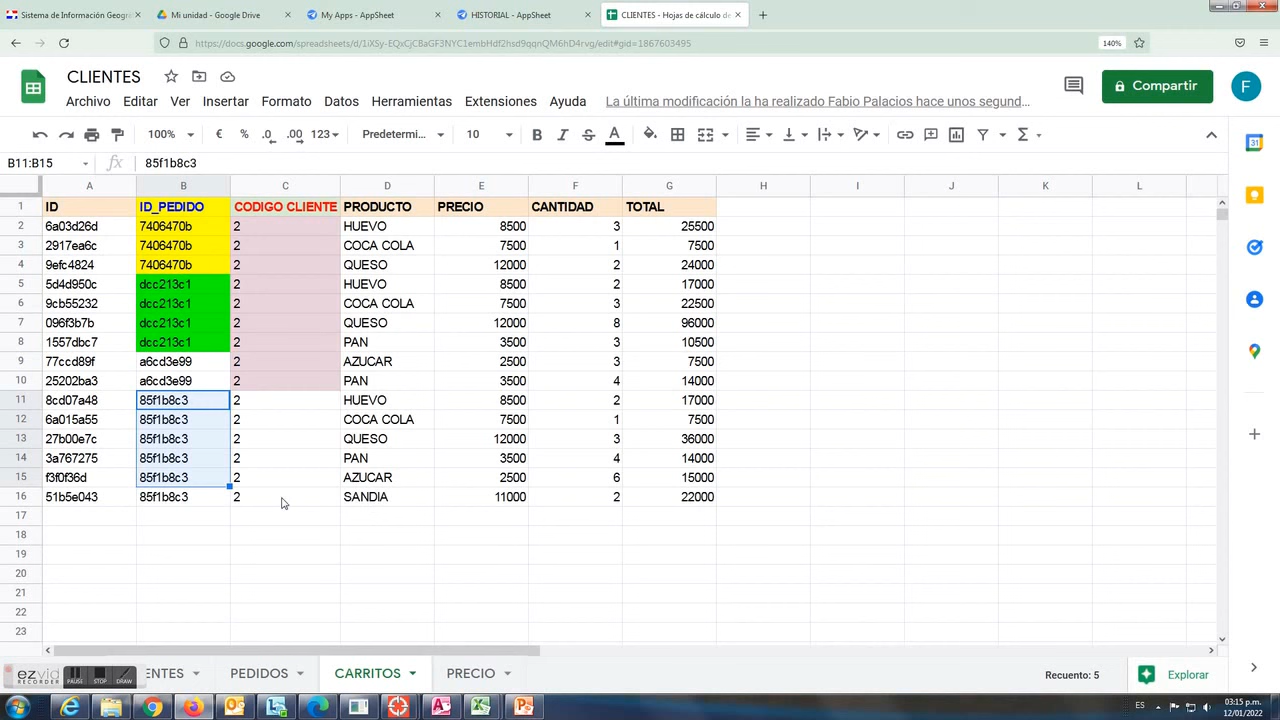 Sistema de Información Geográ
Mi unidad - Google Drive
My Apps - AppSheet
HISTORIAL - AppSheet
CLIENTES - Hojas de cálculo de
https://docs.google.com/spreadsheets/d/1iXSy-EQxCjCBaGF3NYC1embHdf2hsd9qqnQM6hD4rvg/edit#gid=1867603495
140%
CLIENTES
Archivo Editar Ver Insertar Formato Datos Herramientas Extensiones Ayuda La última modificación la ha realizado Fabio Palacios hace unos segund...
Compartir
F
100% € % .0 .00 123 Predetermi... 10 B I S A Σ
B11:B15 fx 85f1b8c3
A B C D E F G H I J K L
1 ID ID_PEDIDO CODIGO CLIENTE PRODUCTO PRECIO CANTIDAD TOTAL
2 6a03d26d 7406470b 2 HUEVO 8500 3 25500
3 2917ea6c 7406470b 2 COCA COLA 7500 1 7500
4 9efc4824 7406470b 2 QUESO 12000 2 24000
5 5d4d950c dcc213c1 2 HUEVO 8500 2 17000
6 9cb55232 dcc213c1 2 COCA COLA 7500 3 22500
7 096f3b7b dcc213c1 2 QUESO 12000 8 96000
8 1557dbc7 dcc213c1 2 PAN 3500 3 10500
9 77ccd89f a6cd3e99 2 AZUCAR 2500 3 7500
10 25202ba3 a6cd3e99 2 PAN 3500 4 14000
11 8cd07a48 85f1b8c3 2 HUEVO 8500 2 17000
12 6a015a55 85f1b8c3 2 COCA COLA 7500 1 7500
13 27b00e7c 85f1b8c3 2 QUESO 12000 3 36000
14 3a767275 85f1b8c3 2 PAN 3500 4 14000
15 f3f0f36d 85f1b8c3 2 AZUCAR 2500 6 15000
16 51b5e043 85f1b8c3 2 SANDIA 11000 2 22000
17
18
19
20
21
22
23
31
ezvid
RECORDER
PAUSE STOP DRAW
ENTES PEDIDOS CARRITOS PRECIO
Recuento: 5
Explorar
ES
03:15 p.m.
12/01/2022